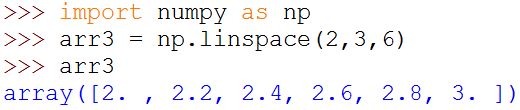 >>> import numpy as np
>>> arr3 = np.linspace(2,3,6)
>>> arr3
array([2. , 2.2, 2.4, 2.6, 2.8, 3. ])